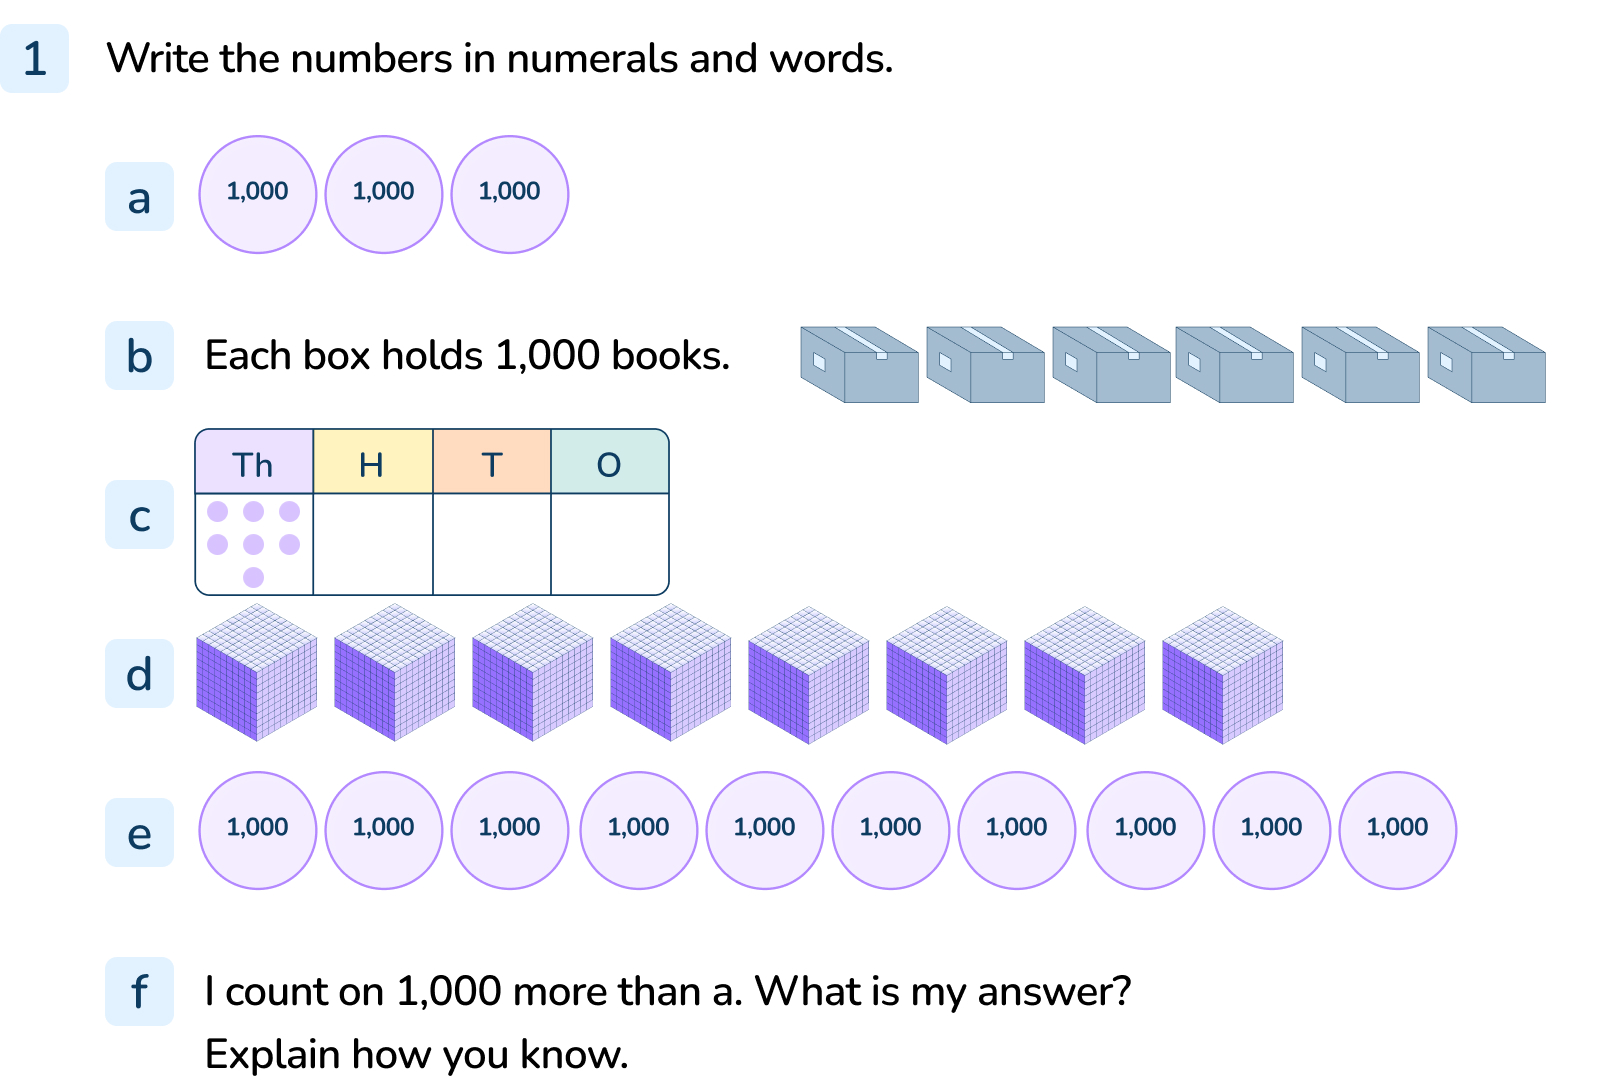 1 Write the numbers in numerals and words.
a 1,000 1,000 1,000
b Each box holds 1,000 books.
Th H T O
c
d
e 1,000 1,000 1,000 1,000 1,000 1,000 1,000 1,000 1,000 1,000
f I count on 1,000 more than a. What is my answer?
Explain how you know.